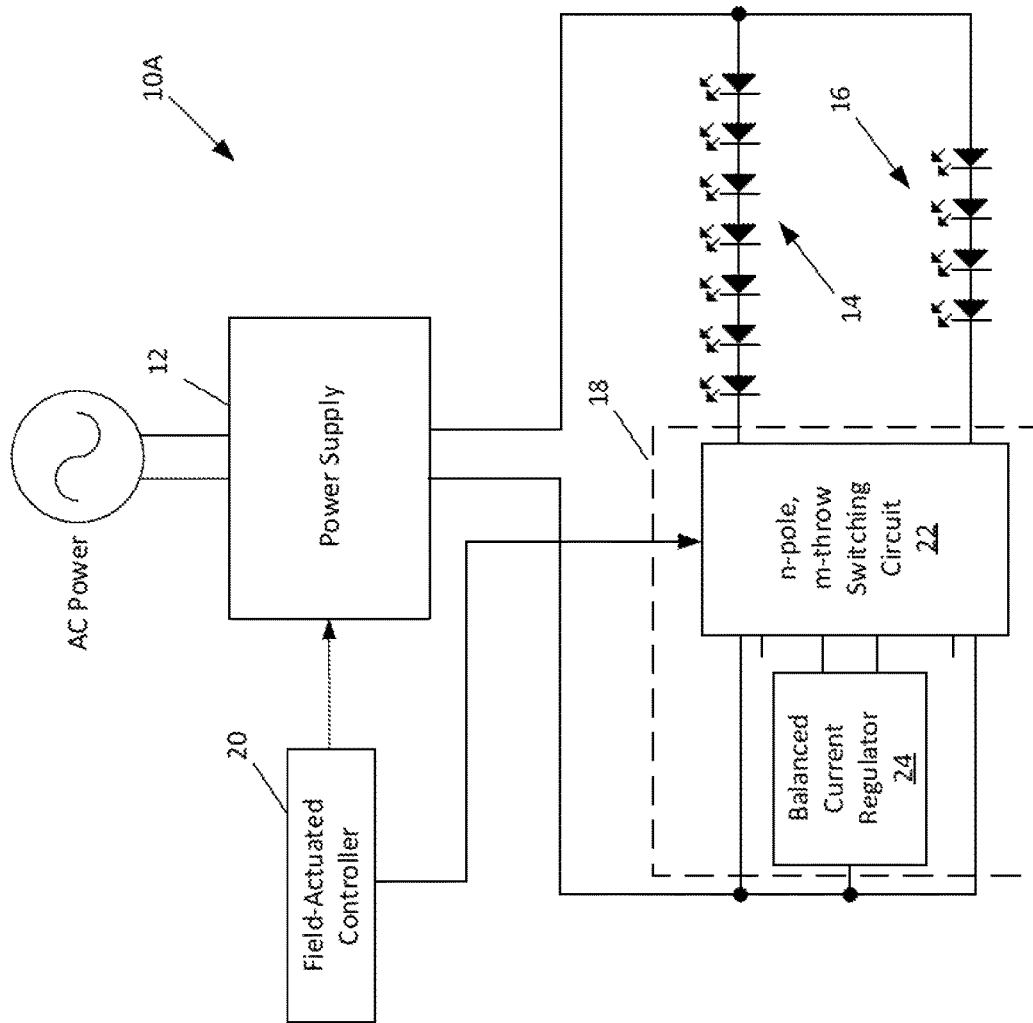 10A
AC Power
12
Power Supply
20
Field-Actuated
Controller
14
16
18
n-pole,
m-throw
Switching
Circuit
22
Balanced
Current
Regulator
24